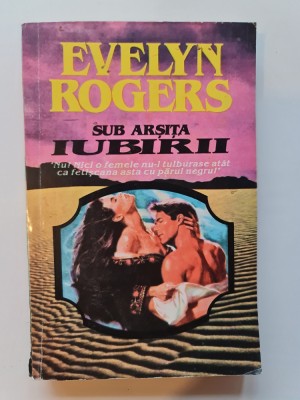 EVELYN
ROGERS
SUB ARȘIȚA
IUBIRII
"Nu! Nici o femeie nu-l tulburase atât
ca fetișcana asta cu părul negru!"